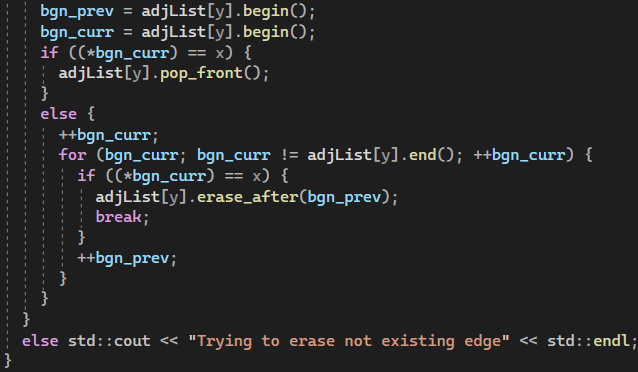 bgn_prev = adjList[y].begin();
bgn_curr = adjList[y].begin();
if ((*bgn_curr) == x) {
adjList[y].pop_front();
}
else {
++bgn_curr;
for (bgn_curr; bgn_curr != adjList[y].end(); ++bgn_curr) {
if ((*bgn_curr) == x) {
adjList[y].erase_after(bgn_prev);
break;
}
++bgn_prev;
}
}
}
else std::cout << "Trying to erase not existing edge" << std::endl;
}